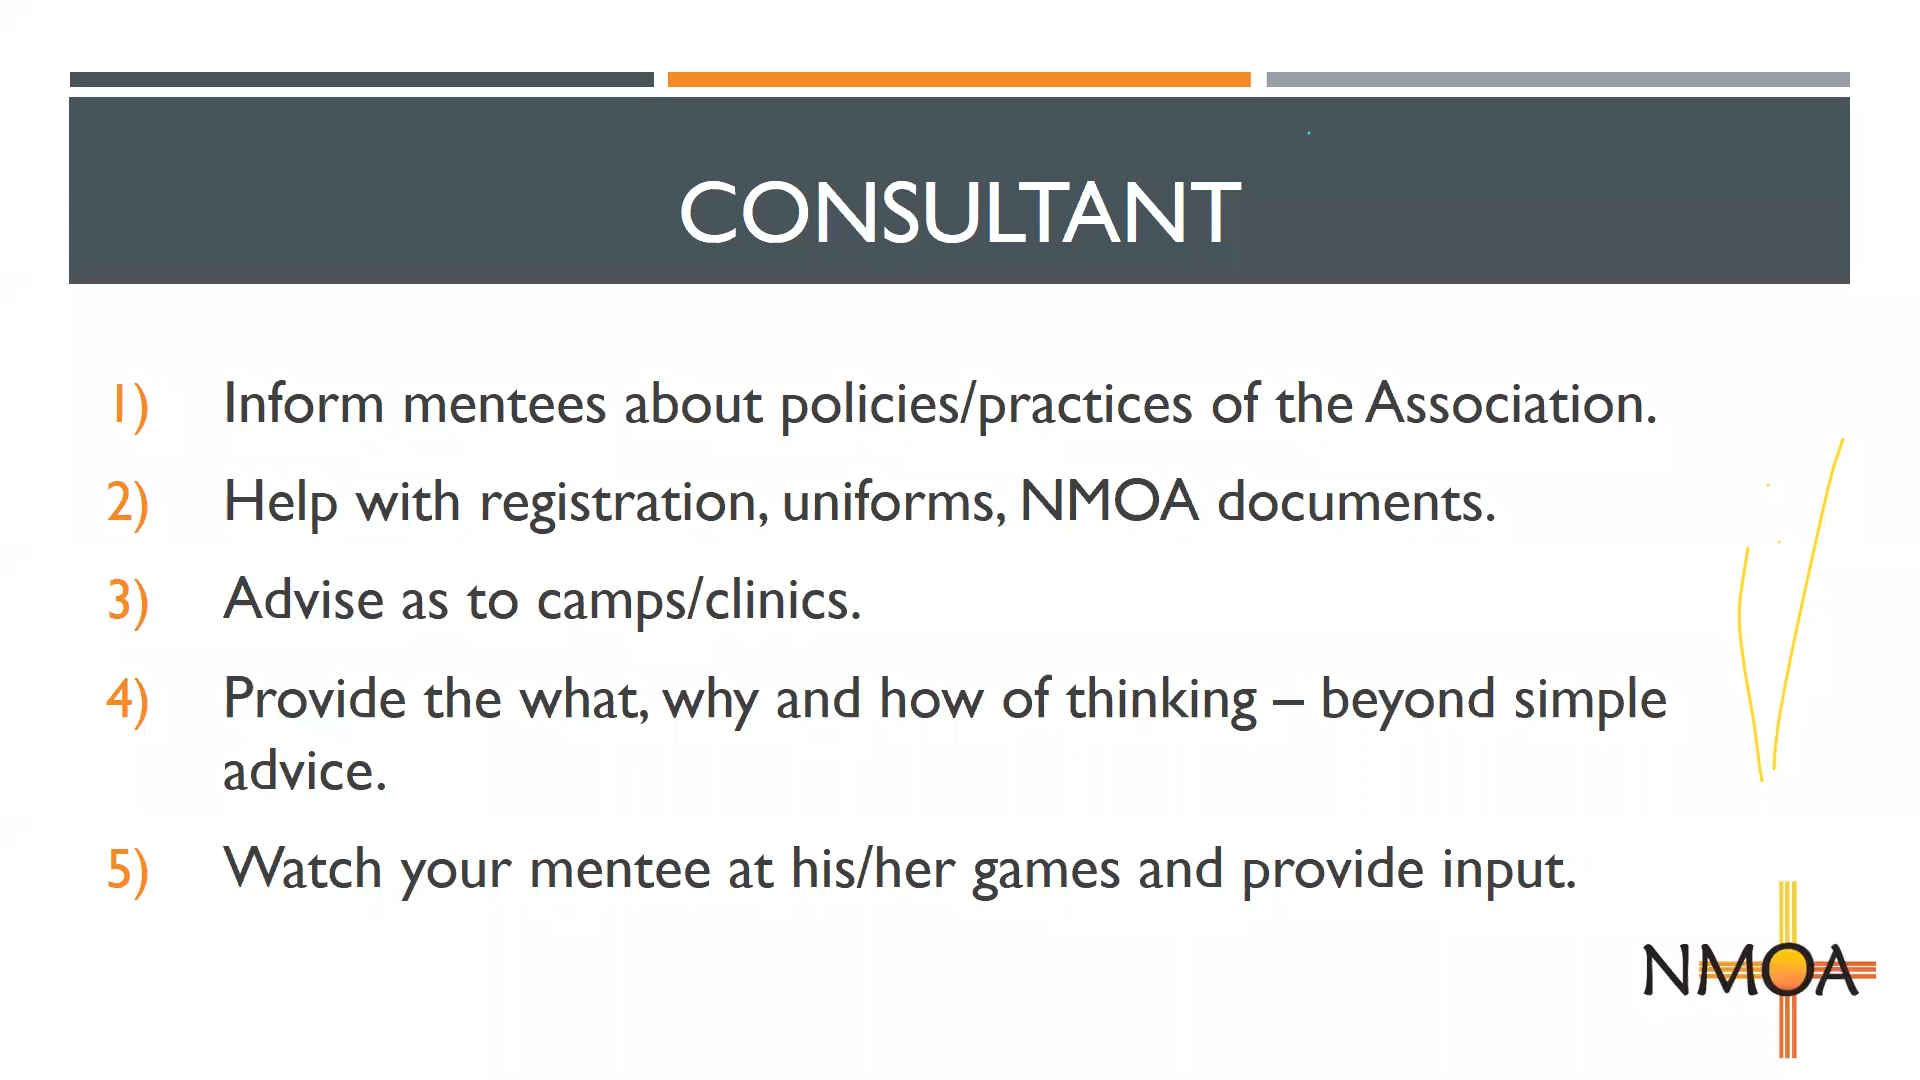 CONSULTANT
1) Inform mentees about policies/practices of the Association.
2) Help with registration, uniforms, NMOA documents.
3) Advise as to camps/clinics.
4) Provide the what, why and how of thinking – beyond simple
advice.
5) Watch your mentee at his/her games and provide input.
NMOA